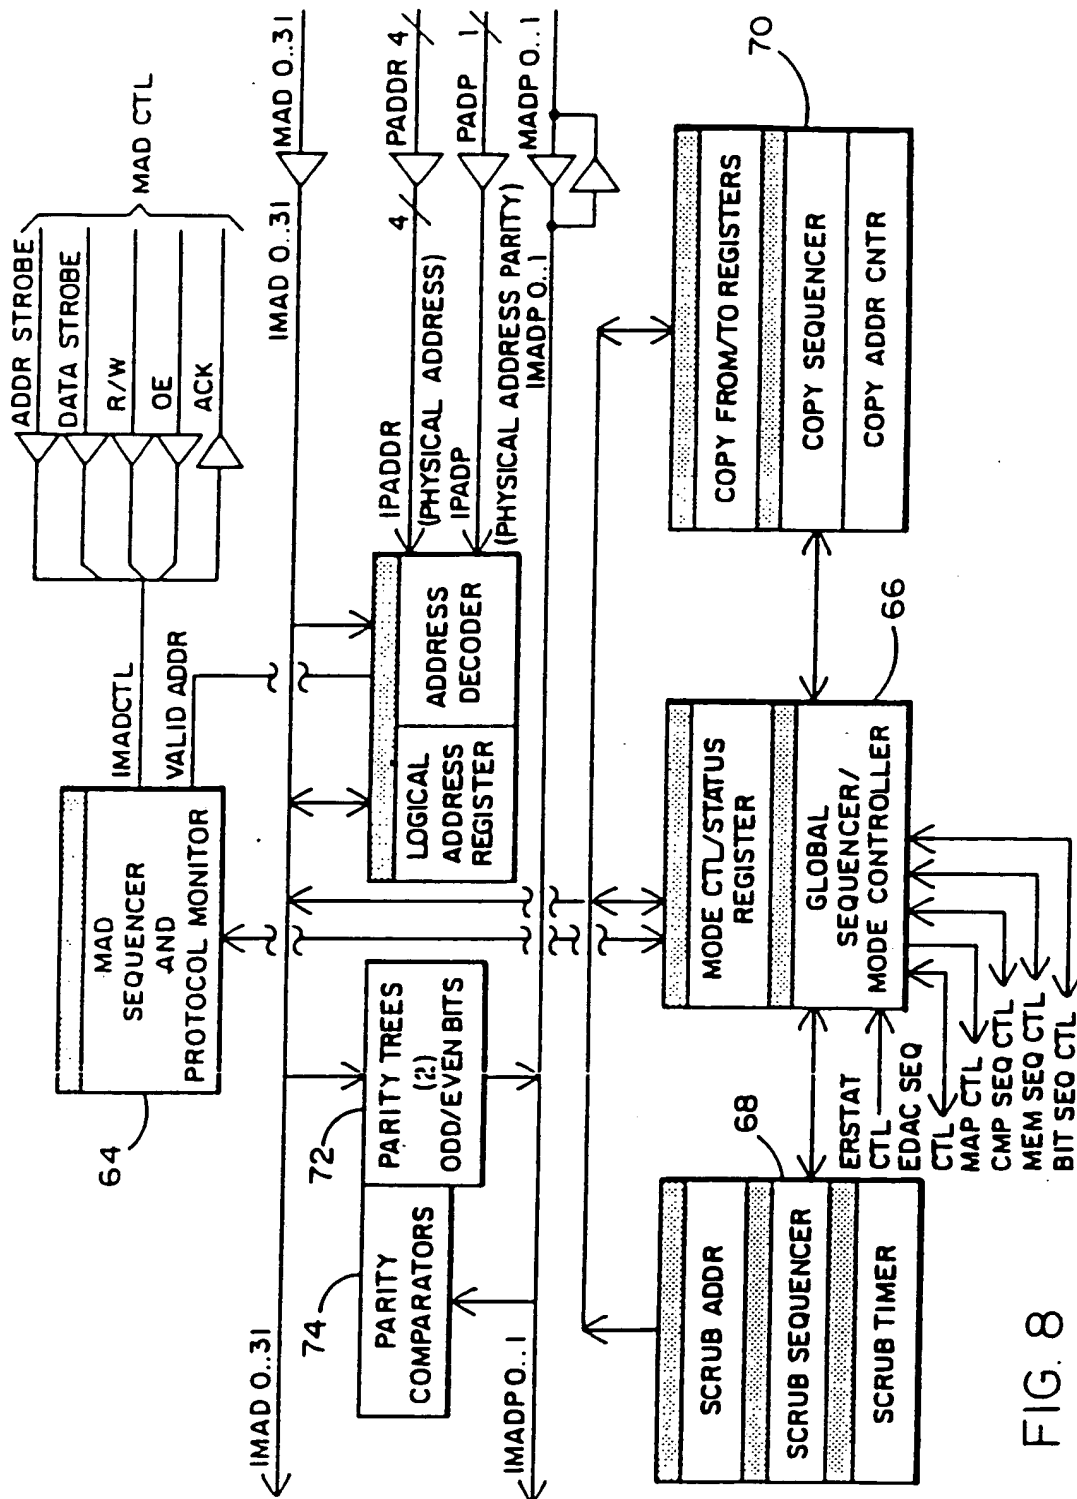 ADDR STROBE
DATA STROBE
R/W
OE
ACK
MAD CTL
IMADCTL
VALID ADDR
MAD
SEQUENCER
AND
PROTOCOL MONITOR
64
IMAD 0..31
IMAD 0..31
MAD 0..31
PADDR 4
4
IPADDR
(PHYSICAL ADDRESS)
PADP 1
IPADP
(PHYSICAL ADDRESS PARITY)
MADP 0..1
IMADP 0..1
IMADP 0..1
LOGICAL
ADDRESS
REGISTER
ADDRESS
DECODER
72
PARITY TREES
(2)
ODD/EVEN BITS
74
PARITY
COMPARATORS
SCRUB ADDR
SCRUB SEQUENCER
SCRUB TIMER
68
MODE CTL/STATUS
REGISTER
GLOBAL
SEQUENCER/
MODE CONTROLLER
66
COPY FROM/TO REGISTERS
COPY SEQUENCER
COPY ADDR CNTR
70
ERSTAT
CTL
EDAC SEQ
CTL
MAP CTL
CMP SEQ CTL
MEM SEQ CTL
BIT SEQ CTL
FIG. 8